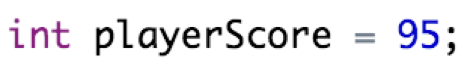 int playerScore = 95;